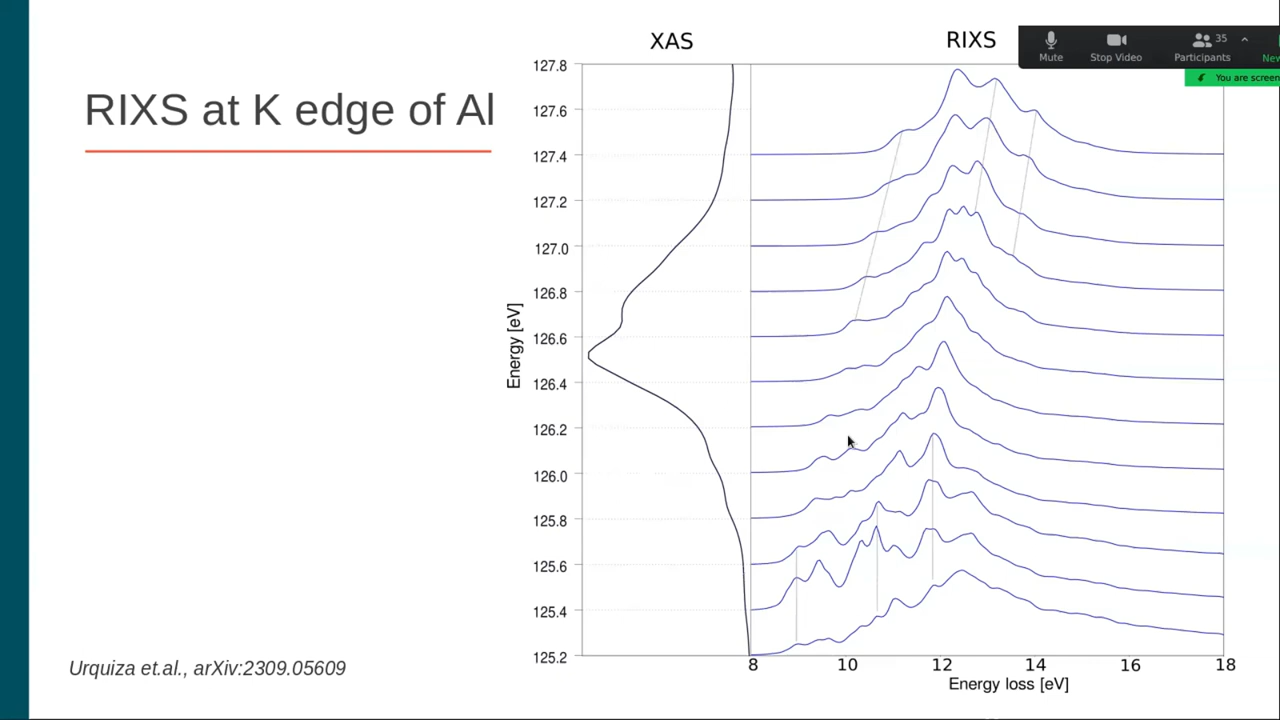 XAS
RIXS
35
Mute
Stop Video
Participants
You are screen
RIXS at K edge of Al
Energy [eV]
127.8
127.6
127.4
127.2
127.0
126.8
126.6
126.4
126.2
126.0
125.8
125.6
125.4
125.2
8
10
12
14
16
18
Energy loss [eV]
Urquiza et.al., arXiv:2309.05609